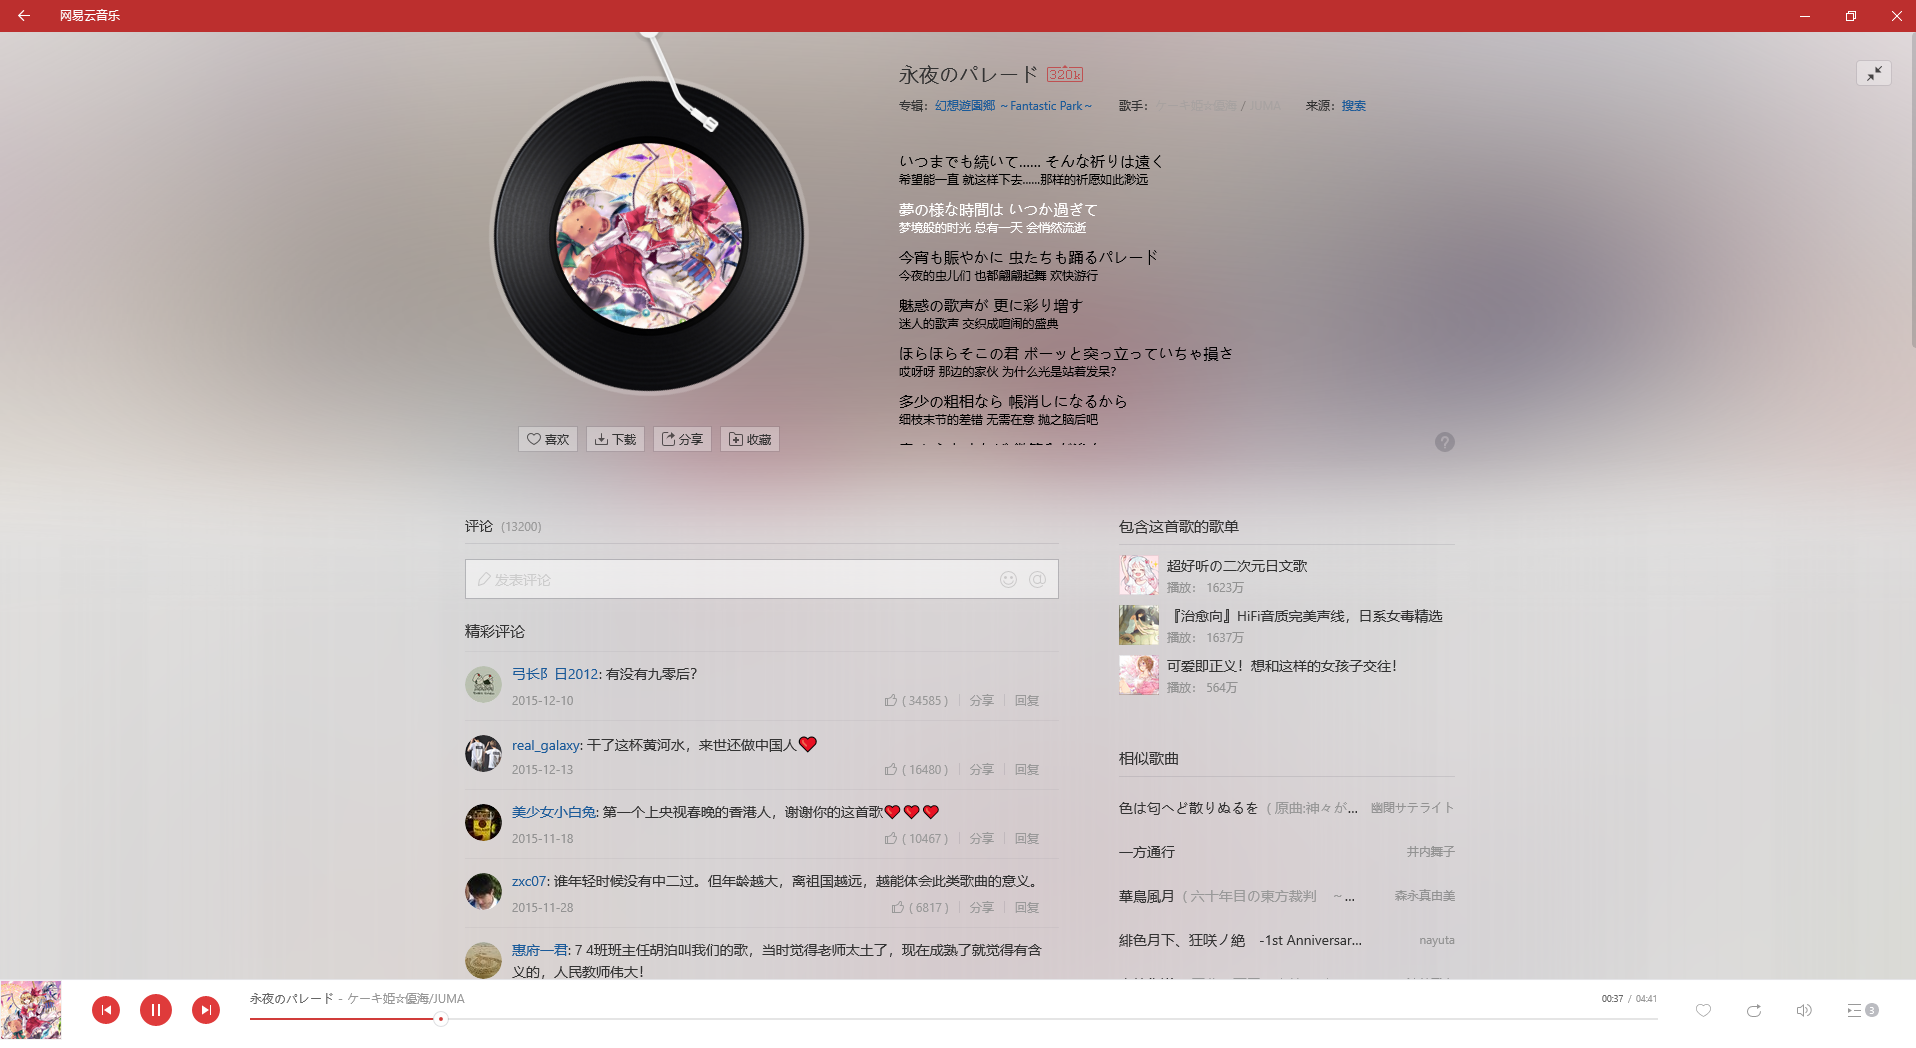 网易云音乐
永夜のパレード 320k
专辑：幻想遊園郷 ～Fantastic Park～ 歌手：ケーキ姫☆優海 / JUMA 来源：搜索
いつまでも続いて...... そんな祈りは遠く
希望能一直 就这样下去......那样的祈愿如此渺远
夢の様な時間は いつか過ぎて
梦境般的时光 总有一天 会悄然流逝
今宵も賑やかに 虫たちも踊るパレード
今夜的虫儿们 也都翩翩起舞 欢快游行
魅惑の歌声が 更に彩り増す
迷人的歌声 交织成喧闹的盛典
ほらほらそこの君 ボーッと突っ立っていちゃ損さ
哎呀呀 那边的家伙 为什么光是站着发呆？
多少の粗相なら 帳消しになるから
细枝末节的差错 无需在意 抛之脑后吧
喜欢 下载 分享 收藏
?
评论 (13200)
发表评论 @
精彩评论
弓长阝日2012: 有没有九零后？
2015-12-10 ( 34585 ) 分享 回复
real_galaxy: 干了这杯黄河水，来世还做中国人
2015-12-13 ( 16480 ) 分享 回复
美少女小白兔: 第一个上央视春晚的香港人，谢谢你的这首歌
2015-11-18 ( 10467 ) 分享 回复
zxc07: 谁年轻时候没有中二过。但年龄越大，离祖国越远，越能体会此类歌曲的意义。
2015-11-28 ( 6817 ) 分享 回复
惠府一君: 7 4班班主任胡泊叫我们的歌，当时觉得老师太土了，现在成熟了就觉得有含
义的，人民教师伟大！
包含这首歌的歌单
超好听の二次元日文歌
播放： 1623万
『治愈向』HiFi音质完美声线，日系女毒精选
播放： 1637万
可爱即正义！想和这样的女孩子交往！
播放： 564万
相似歌曲
色は匂へど散りぬるを （原曲:神々が... 幽閉サテライト
一方通行 井内舞子
華鳥風月 （六十年目の東方裁判 ～... 森永真由美
緋色月下、狂咲ノ絶 -1st Anniversar... nayuta
永夜のパレード - ケーキ姫☆優海/JUMA
00:37 / 04:41
3